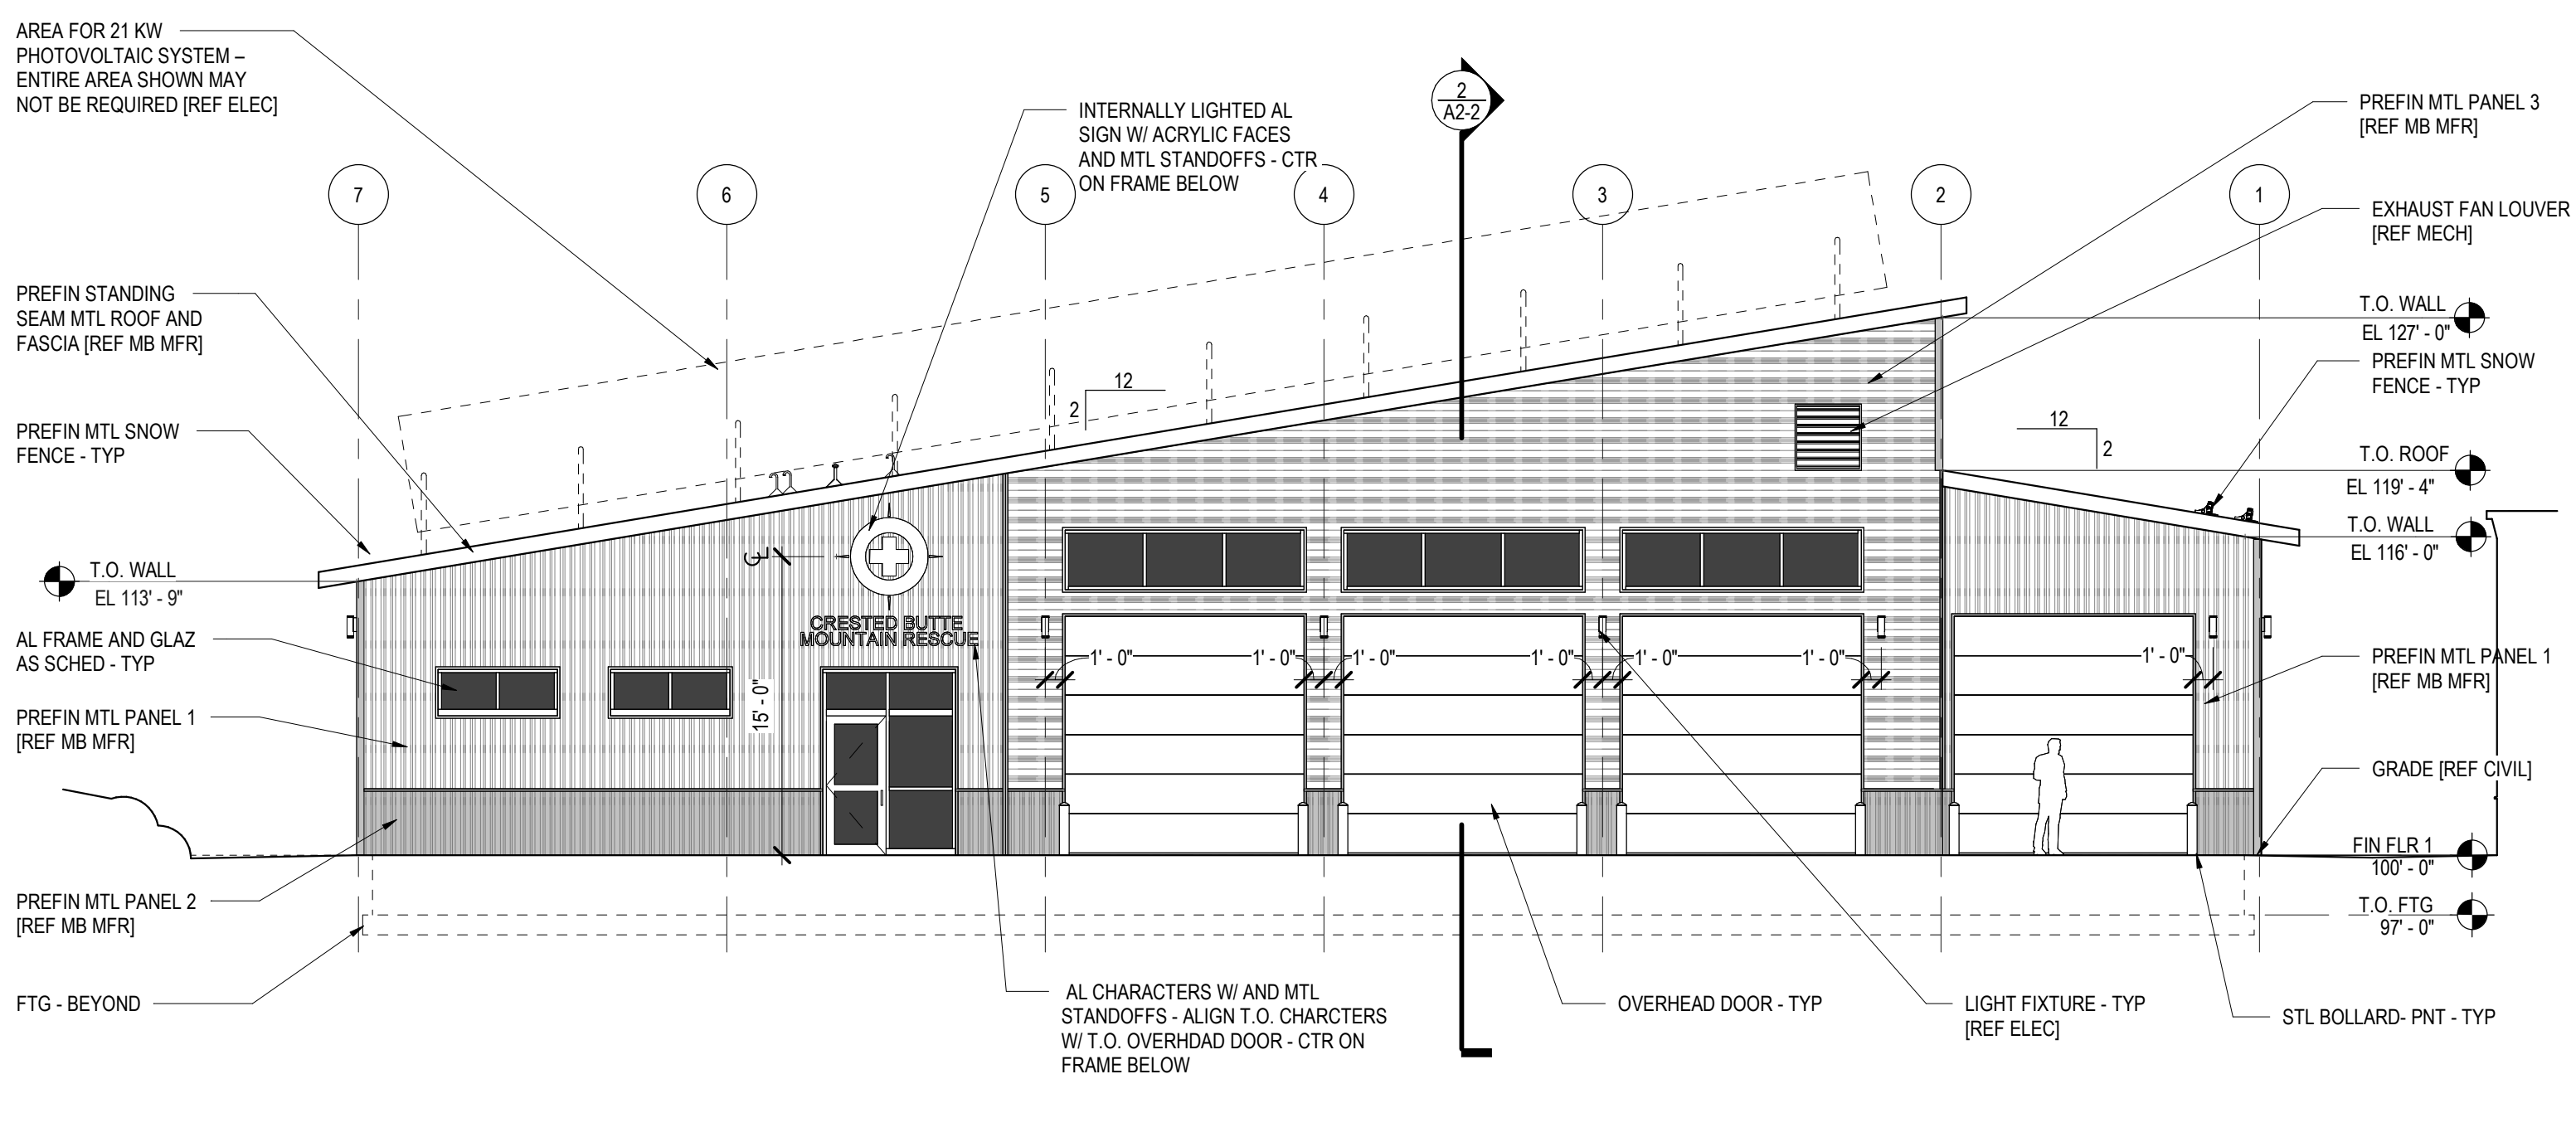 AREA FOR 21 KW
PHOTOVOLTAIC SYSTEM –
ENTIRE AREA SHOWN MAY
NOT BE REQUIRED [REF ELEC]
INTERNALLY LIGHTED AL
SIGN W/ ACRYLIC FACES
AND MTL STANDOFFS - CTR
ON FRAME BELOW
2
A2-2
PREFIN MTL PANEL 3
[REF MB MFR]
7
6
5
4
3
2
1
EXHAUST FAN LOUVER
[REF MECH]
PREFIN STANDING
SEAM MTL ROOF AND
FASCIA [REF MB MFR]
T.O. WALL
EL 127' - 0"
PREFIN MTL SNOW
FENCE - TYP
12
2
12
2
PREFIN MTL SNOW
FENCE - TYP
T.O. ROOF
EL 119' - 4"
T.O. WALL
EL 116' - 0"
T.O. WALL
EL 113' - 9"
CL
CRESTED BUTTE
MOUNTAIN RESCUE
AL FRAME AND GLAZ
AS SCHED - TYP
15' - 0"
1' - 0"
1' - 0"
1' - 0"
1' - 0"
1' - 0"
1' - 0"
1' - 0"
PREFIN MTL PANEL 1
[REF MB MFR]
PREFIN MTL PANEL 1
[REF MB MFR]
GRADE [REF CIVIL]
FIN FLR 1
100' - 0"
PREFIN MTL PANEL 2
[REF MB MFR]
T.O. FTG
97' - 0"
FTG - BEYOND
AL CHARACTERS W/ AND MTL
STANDOFFS - ALIGN T.O. CHARCTERS
W/ T.O. OVERHDAD DOOR - CTR ON
FRAME BELOW
OVERHEAD DOOR - TYP
LIGHT FIXTURE - TYP
[REF ELEC]
STL BOLLARD- PNT - TYP